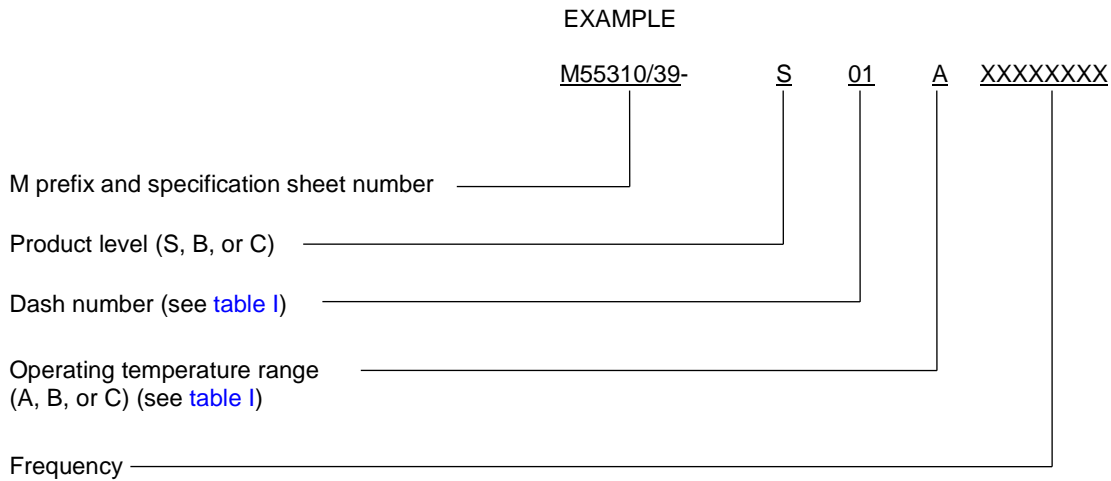 EXAMPLE
M55310/39- S 01 A XXXXXXXX
M prefix and specification sheet number
Product level (S, B, or C)
Dash number (see table I)
Operating temperature range
(A, B, or C) (see table I)
Frequency